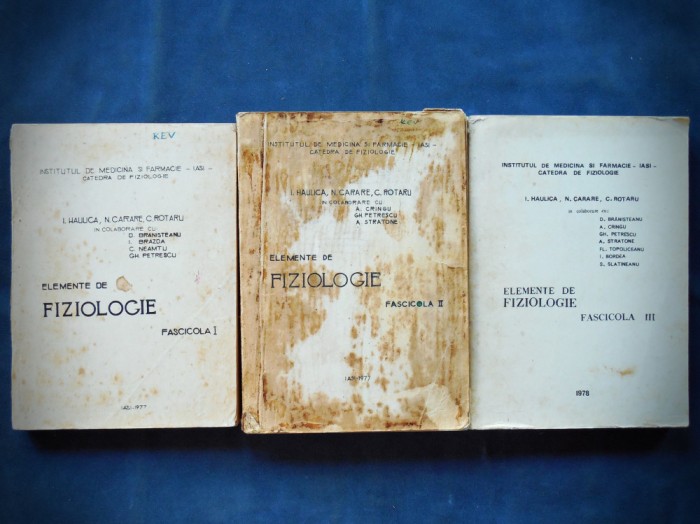 KEV
INSTITUTUL DE MEDICINA SI FARMACIE - IASI -
CATEDRA DE FIZIOLOGIE
I. HAULICA, N. CARARE, C. ROTARU
IN COLABORARE CU
D. BRANISTEANU
I. BRAZDA
C. NEAMTU
GH. PETRESCU
ELEMENTE DE
FIZIOLOGIE
FASCICOLA I
IASI-1977
KEV
INSTITUTUL DE MEDICINA SI FARMACIE - IASI -
CATEDRA DE FIZIOLOGIE
I. HAULICA, N. CARARE, C. ROTARU
IN COLABORARE CU
A. CRINGU
GH. PETRESCU
A. STRATONE
ELEMENTE DE
FIZIOLOGIE
FASCICOLA II
IASI-1977
INSTITUTUL DE MEDICINA SI FARMACIE - IASI -
CATEDRA DE FIZIOLOGIE
I. HAULICA, N. CARARE, C. ROTARU
D. BRANISTEANU
A. CRINGU
GH. PETRESCU
A. STRATONE
FL. TOPOLICEANU
I. BORDEA
S. SLATINEANU
ELEMENTE DE
FIZIOLOGIE
FASCICOLA III
1978